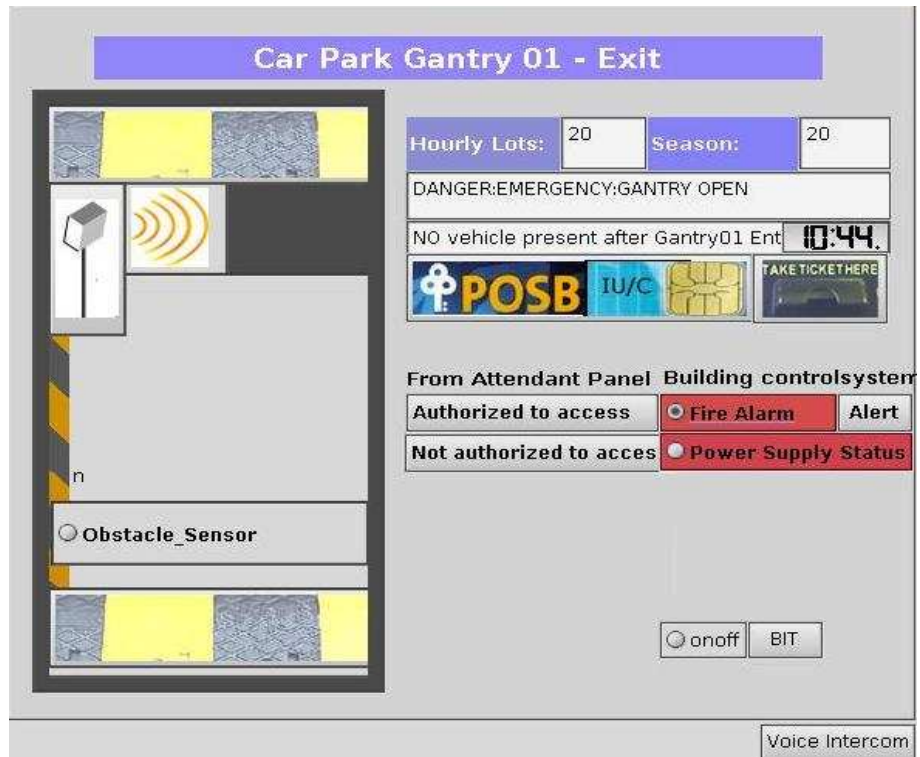 Car Park Gantry 01 - Exit
Hourly Lots: 20 Season: 20
DANGER:EMERGENCY:GANTRY OPEN
NO vehicle present after Gantry01 Ent 10:44.
POSB IU/C TAKE TICKET HERE
From Attendant Panel Building controlsystem
Authorized to access Fire Alarm Alert
Not authorized to acces Power Supply Status
n
Obstacle_Sensor
onoff BIT
Voice Intercom